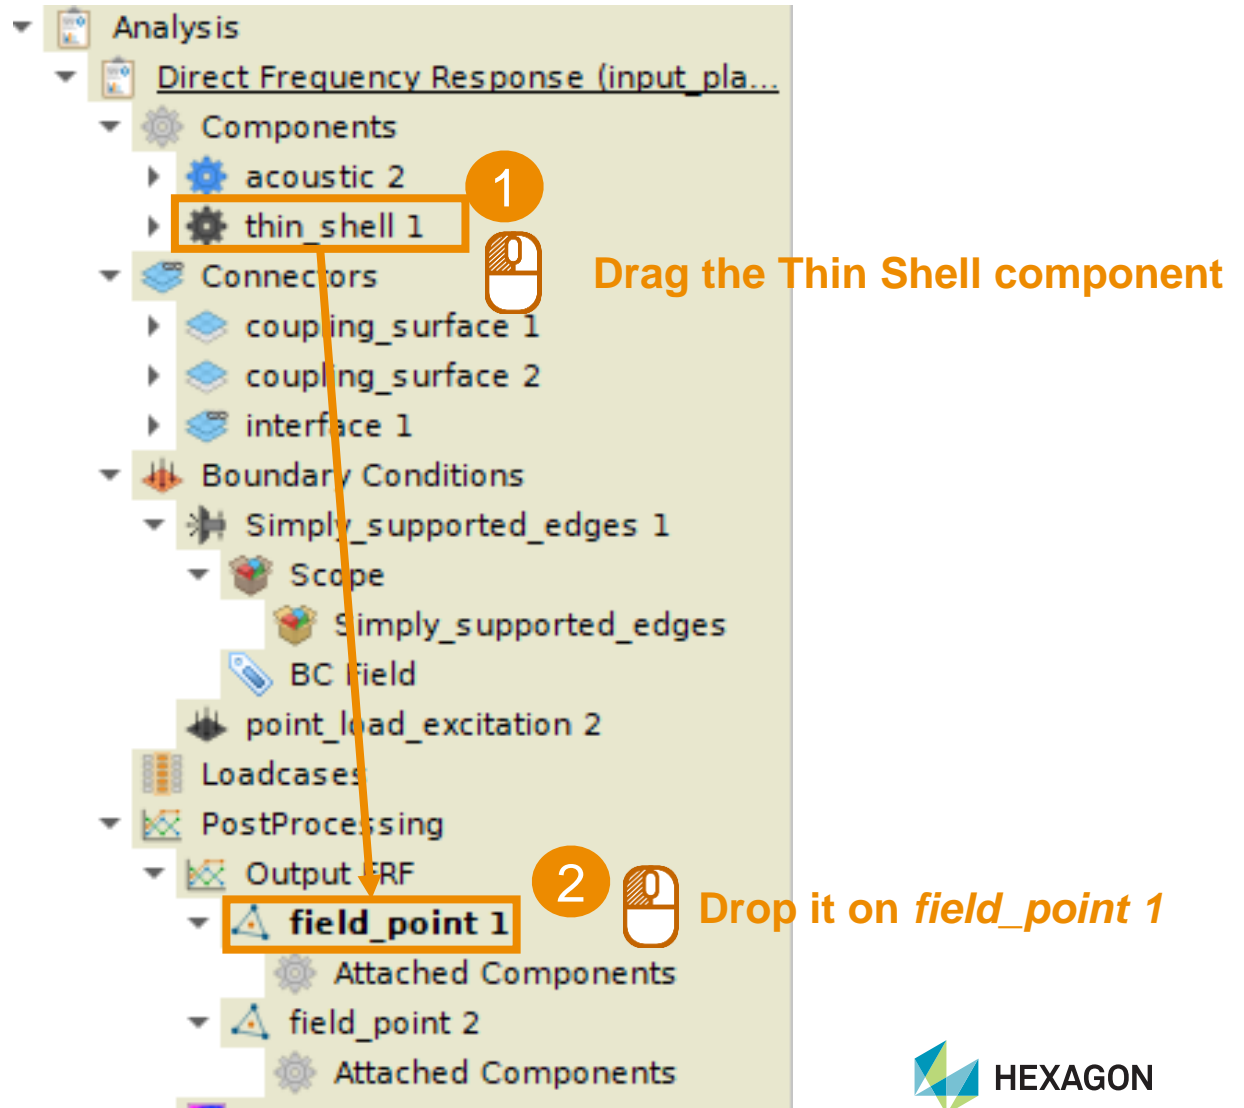 Analysis
Direct Frequency Response (input_pla...
Components
acoustic 2
1
thin_shell 1
Drag the Thin Shell component
Connectors
coupling_surface 1
coupling_surface 2
interface 1
Boundary Conditions
Simply_supported_edges 1
Scope
Simply_supported_edges
BC Field
point_load_excitation 2
Loadcases
PostProcessing
Output FRF
2
Drop it on field_point 1
field_point 1
Attached Components
field_point 2
Attached Components
HEXAGON